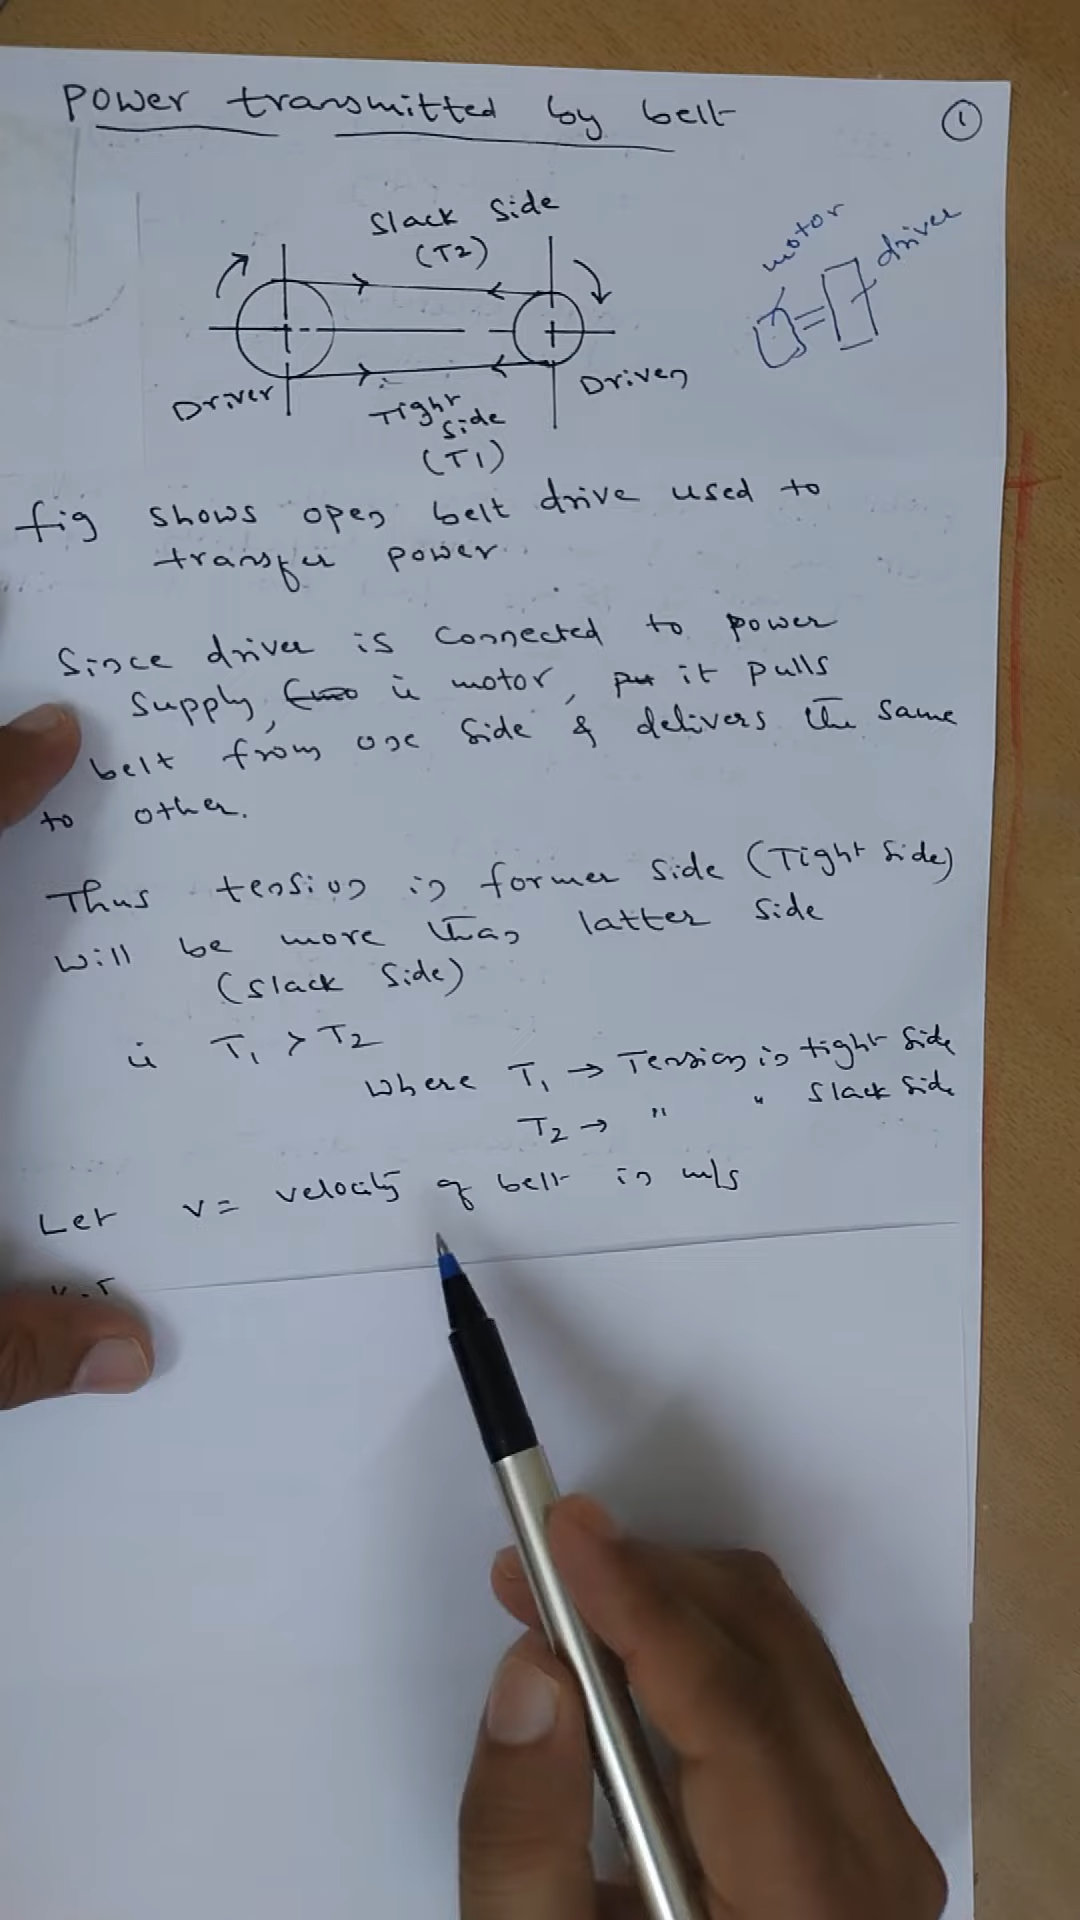 Power transmitted by belt
1
Slack Side
(T2)
motor
driver
Driver
Driven
Tight
side
(T1)
fig shows open belt drive used to
transfer power.
Since driver is connected to power
supply, ie motor, it pulls
belt from one side & delivers the same
to other.
Thus tension in former side (Tight side)
will be more than latter side
(slack side)
ie T1 > T2
where T1 → Tension in tight side
T2 → " " slack side
Let v = velocity of belt in m/s